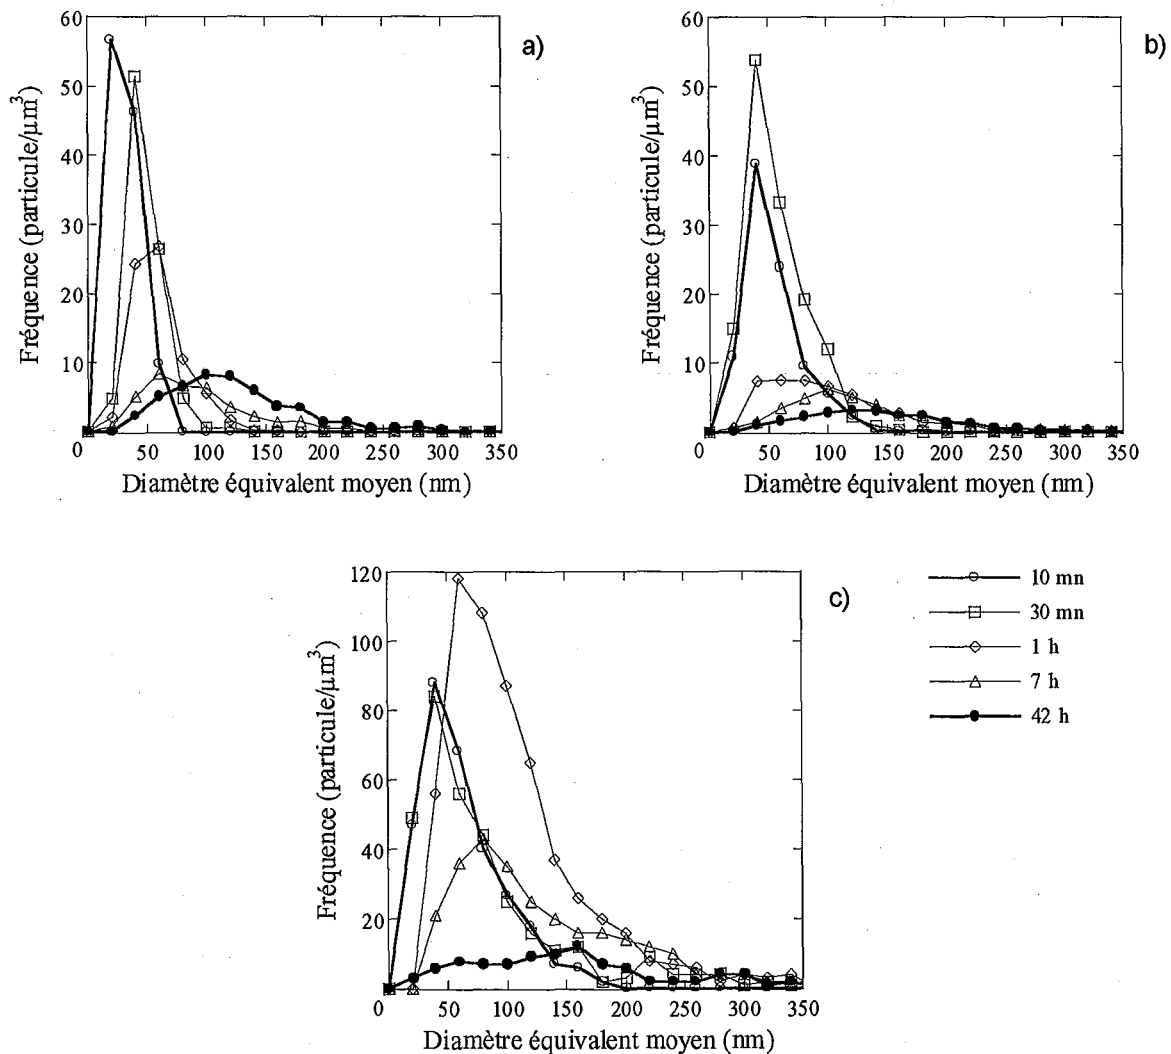 a)
Fréquence (particule/µm³)
60
50
40
30
20
10
0 50 100 150 200 250 300 350
Diamètre équivalent moyen (nm)
b)
Fréquence (particule/µm³)
60
50
40
30
20
10
0 50 100 150 200 250 300 350
Diamètre équivalent moyen (nm)
c)
Fréquence (particule/µm³)
120
100
80
60
40
20
0 50 100 150 200 250 300 350
Diamètre équivalent moyen (nm)
10 mn
30 mn
1 h
7 h
42 h